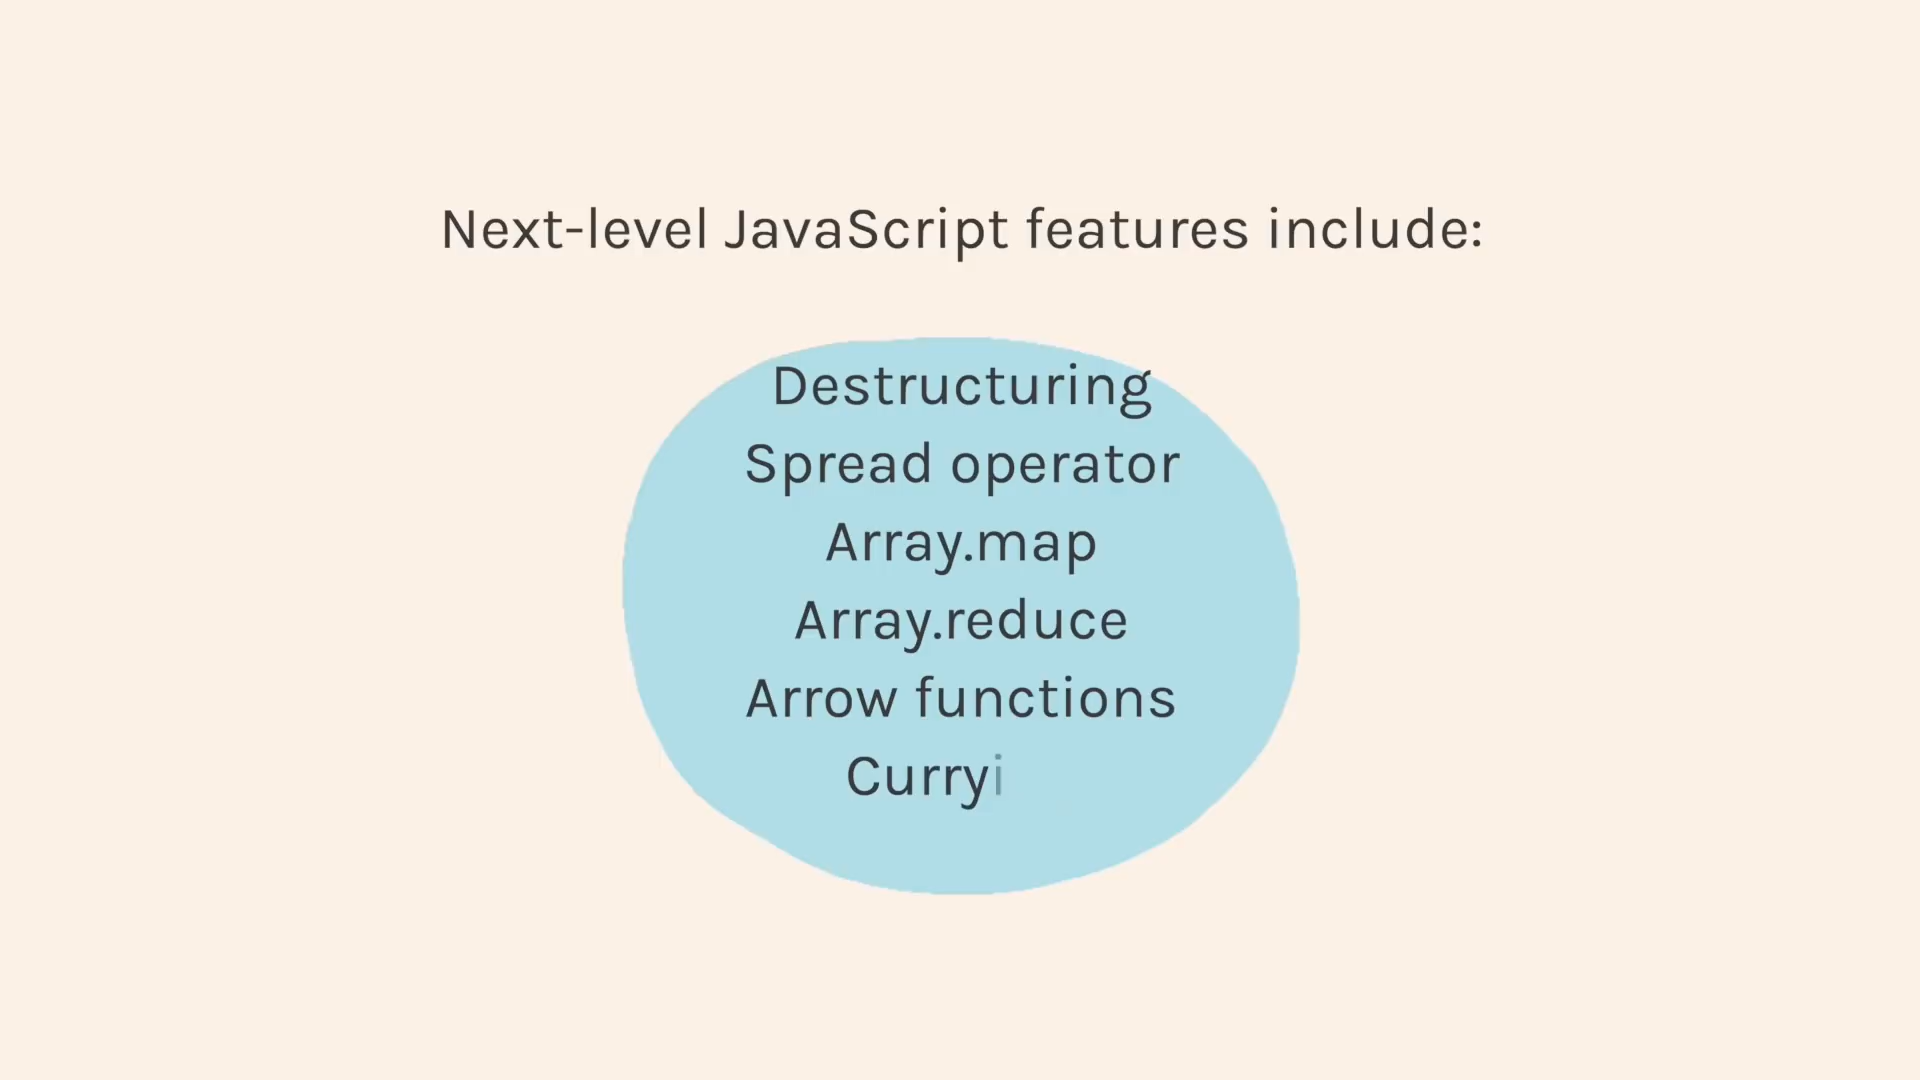 Next-level JavaScript features include:
Destructuring
Spread operator
Array.map
Array.reduce
Arrow functions
Curryi